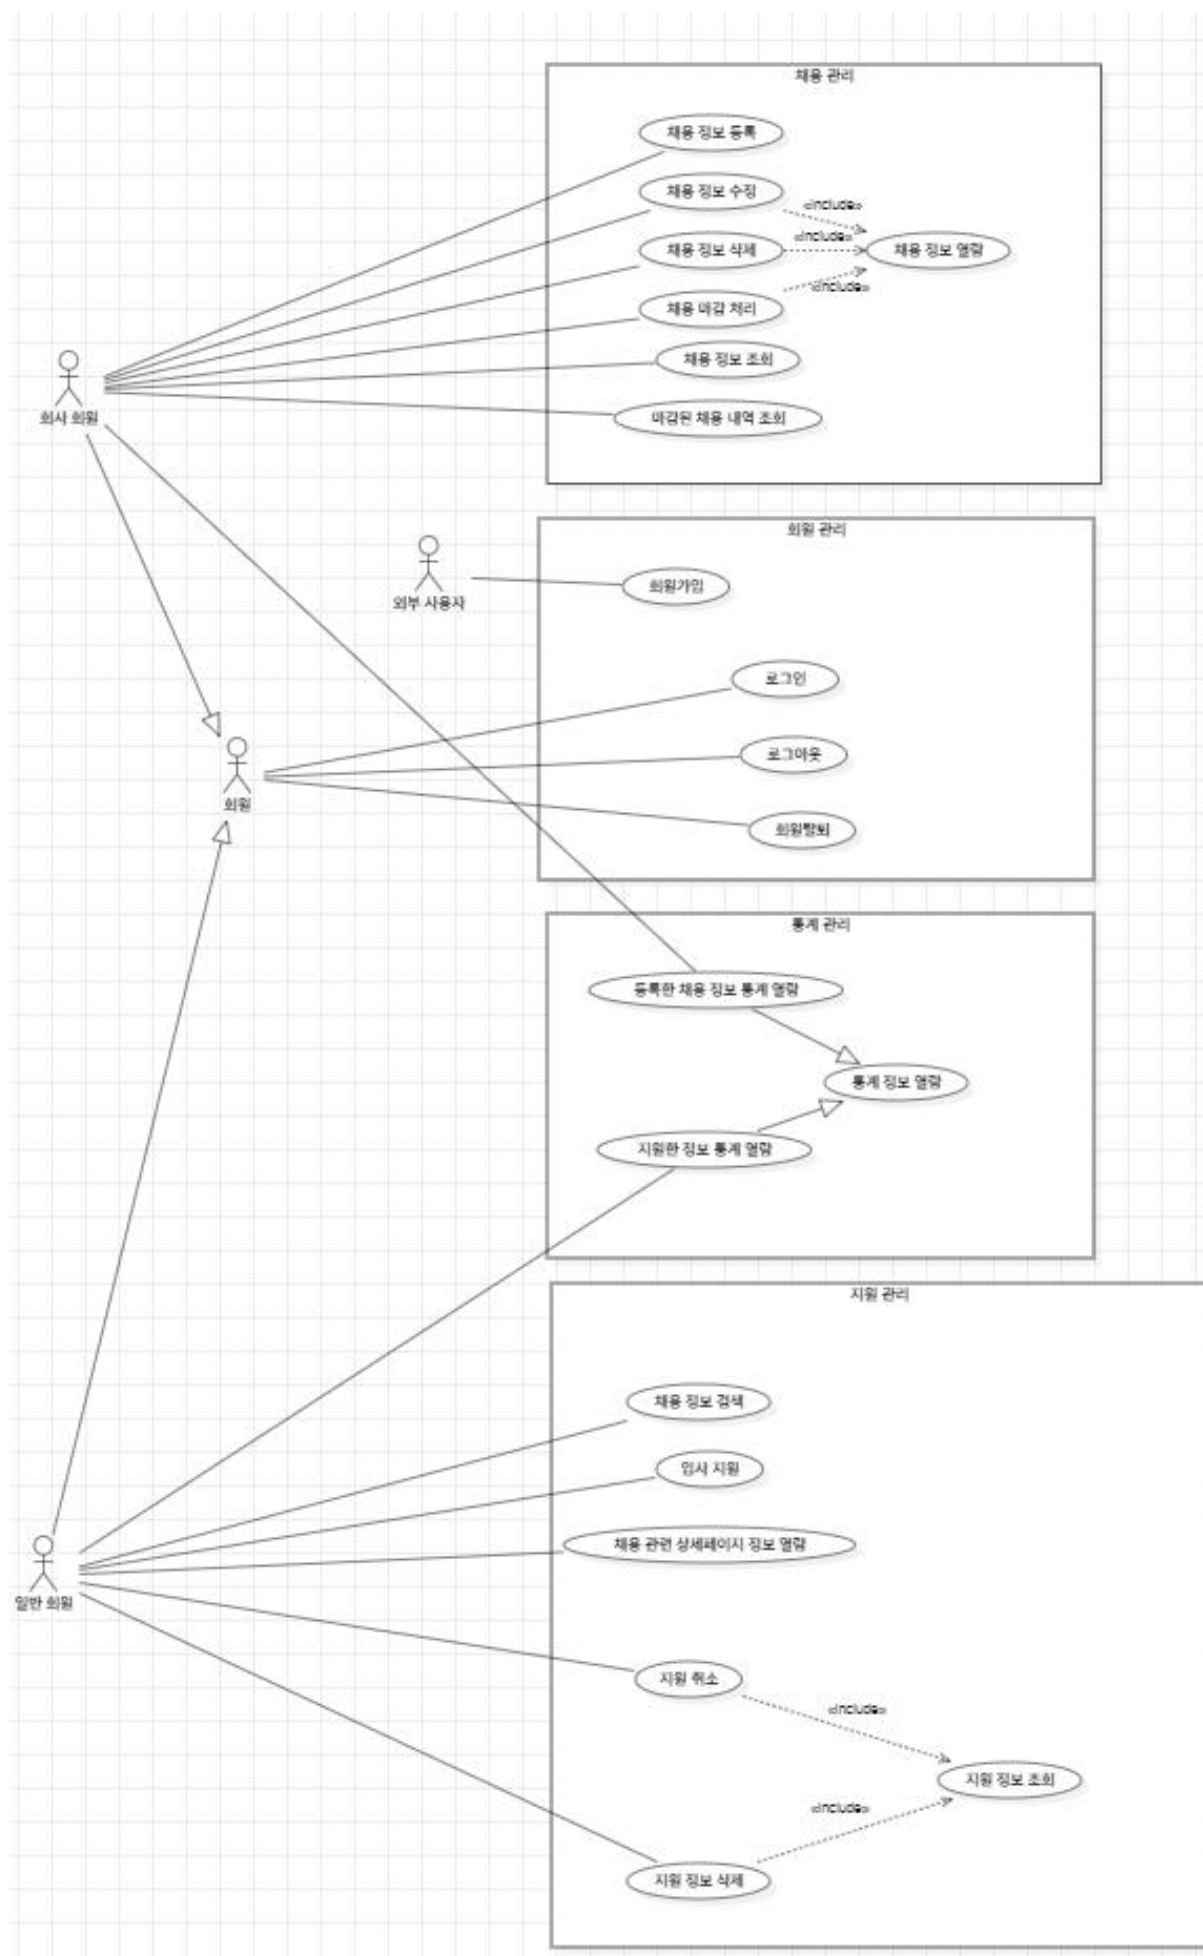 채용 관리
채용 정보 등록
채용 정보 수정
«include»
채용 정보 삭제
«include»
채용 정보 열람
«include»
채용 마감 처리
채용 정보 조회
회사 회원
마감된 채용 내역 조회
회원 관리
외부 사용자
회원가입
로그인
로그아웃
회원
회원탈퇴
통계 관리
등록한 채용 정보 통계 열람
통계 정보 열람
지원한 정보 통계 열람
지원 관리
채용 정보 검색
입사 지원
채용 관련 상세페이지 정보 열람
일반 회원
지원 취소
«include»
지원 정보 조회
«include»
지원 정보 삭제